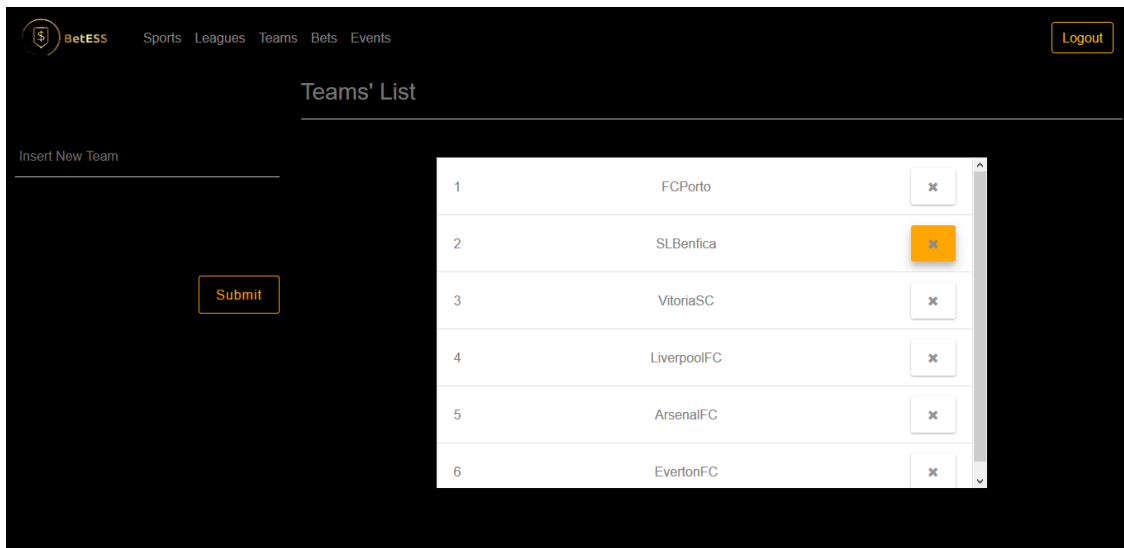 BetESS Sports Leagues Teams Bets Events Logout
Teams' List
Insert New Team
1 FCPorto ✖
2 SLBenfica ✖
Submit
3 VitoriaSC ✖
4 LiverpoolFC ✖
5 ArsenalFC ✖
6 EvertonFC ✖